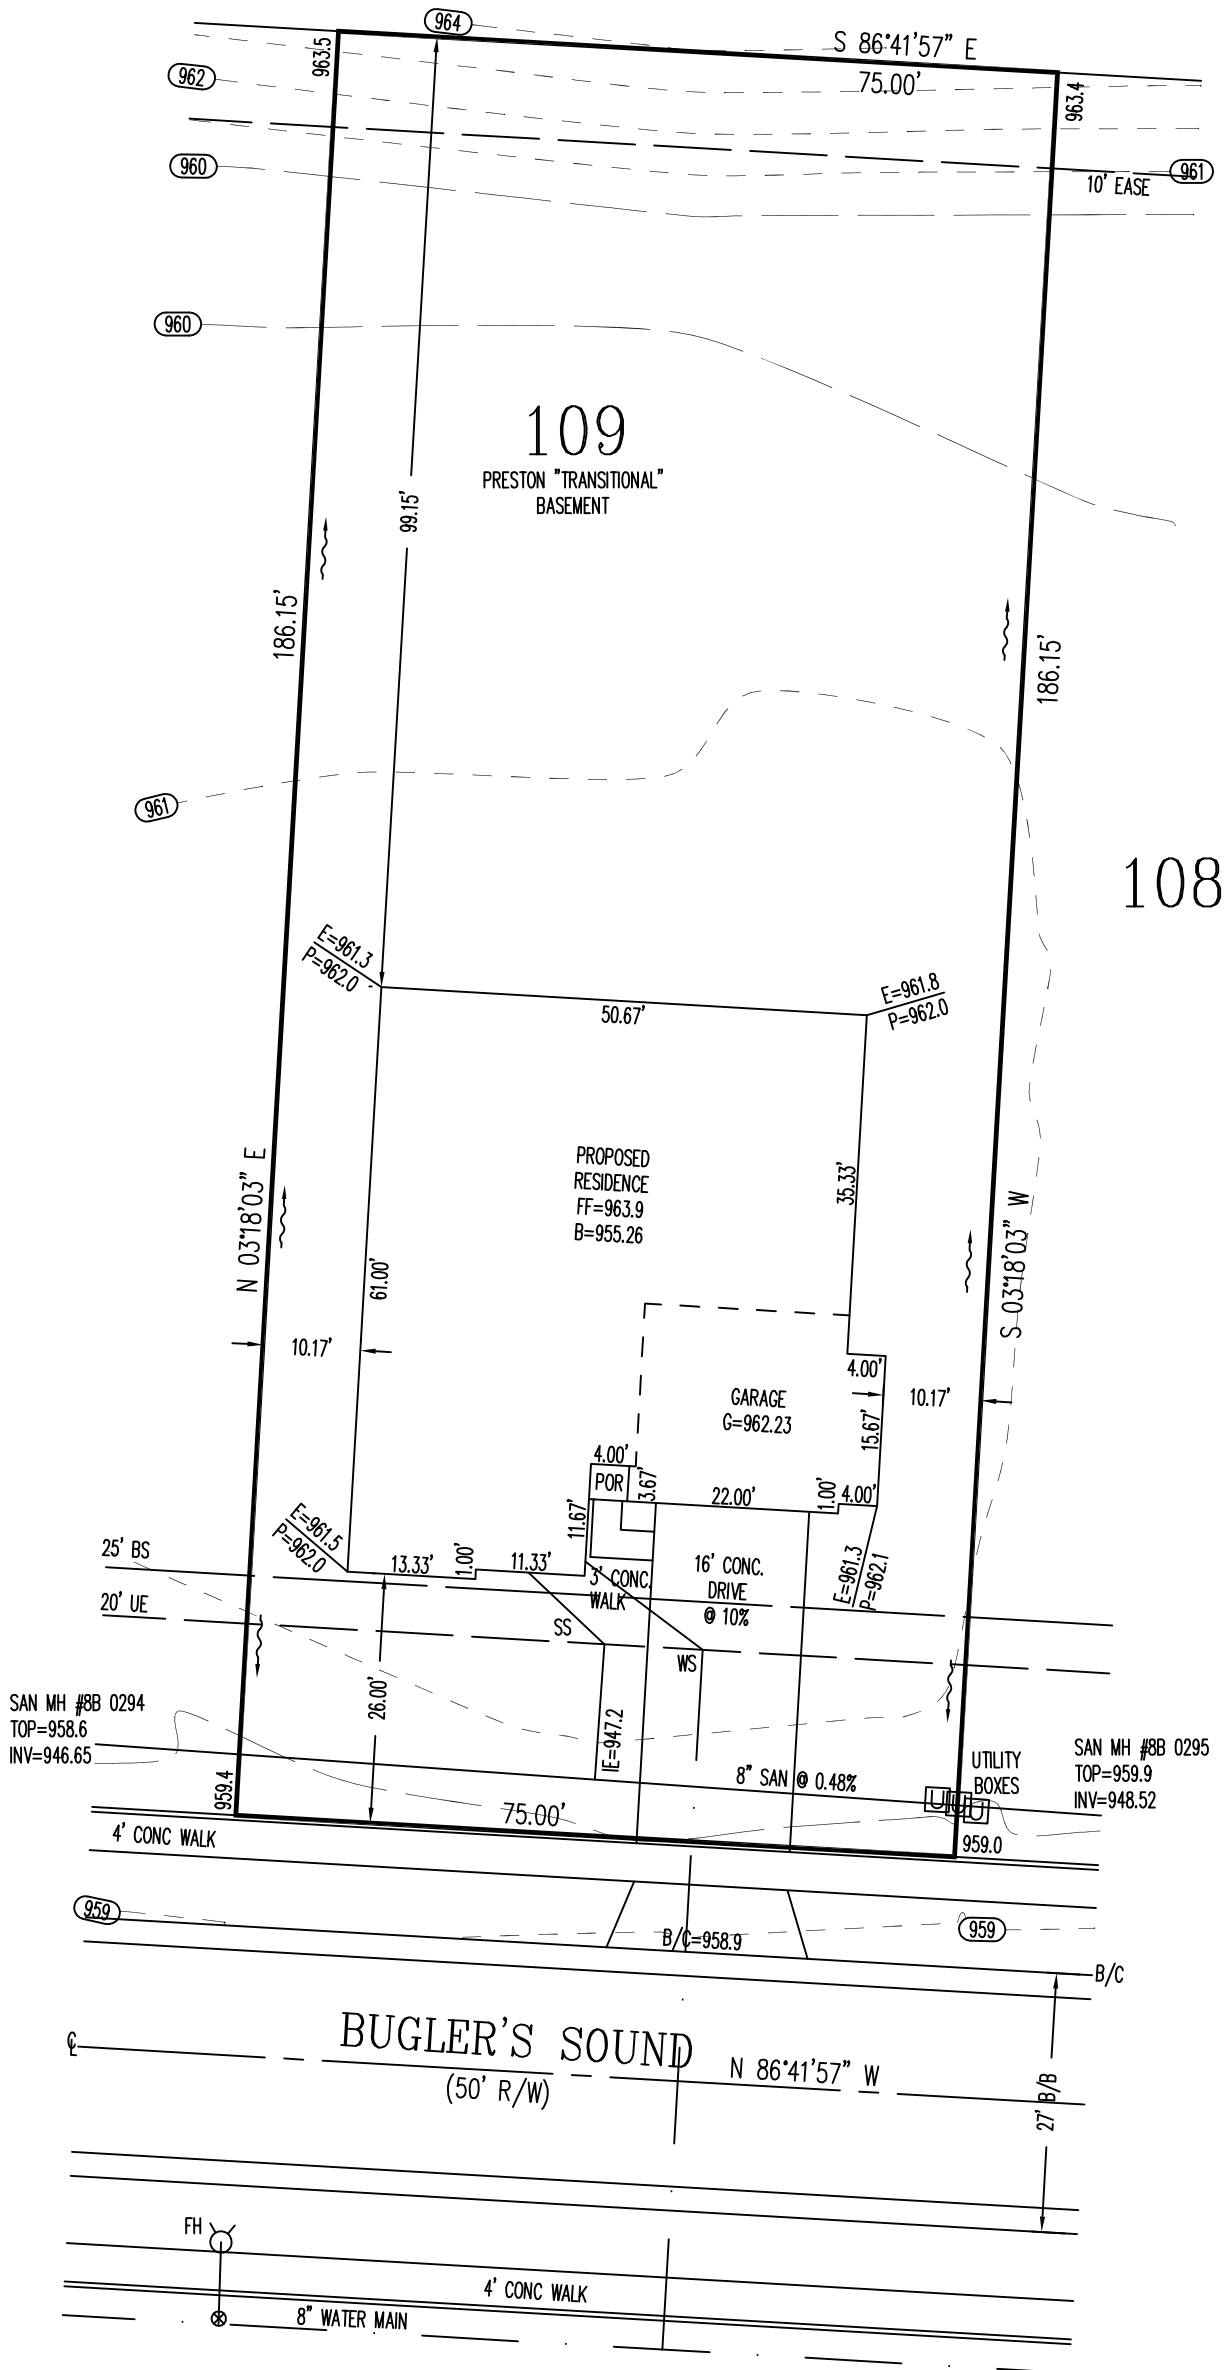 964
S 86°41'57" E
963.5
962
75.00'
963.4
960
961
10' EASE
960
109
PRESTON "TRANSITIONAL"
BASEMENT
99.15'
186.15'
186.15'
961
108
E=961.3
P=962.0
E=961.8
P=962.0
50.67'
PROPOSED
RESIDENCE
FF=963.9
B=955.26
35.33'
N 03°18'03" E
S 03°18'03" W
61.00'
10.17'
4.00'
10.17'
GARAGE
G=962.23
15.67'
4.00'
POR
3.67'
22.00'
1.00'
4.00'
11.67'
E=961.5
P=962.0
25' BS
13.33'
1.00'
11.33'
3' CONC.
WALK
16' CONC.
DRIVE
@ 10%
E=961.3
P=962.1
20' UE
SS
WS
26.00'
IE=947.2
SAN MH #8B 0294
TOP=958.6
INV=946.65
8" SAN @ 0.48%
UTILITY
BOXES
SAN MH #8B 0295
TOP=959.9
INV=948.52
959.4
U
U
U
75.00'
4' CONC WALK
959.0
959
B/C=958.9
959
B/C
BUGLER'S SOUND
(50' R/W)
N 86°41'57" W
27' B/B
FH
4' CONC WALK
8" WATER MAIN